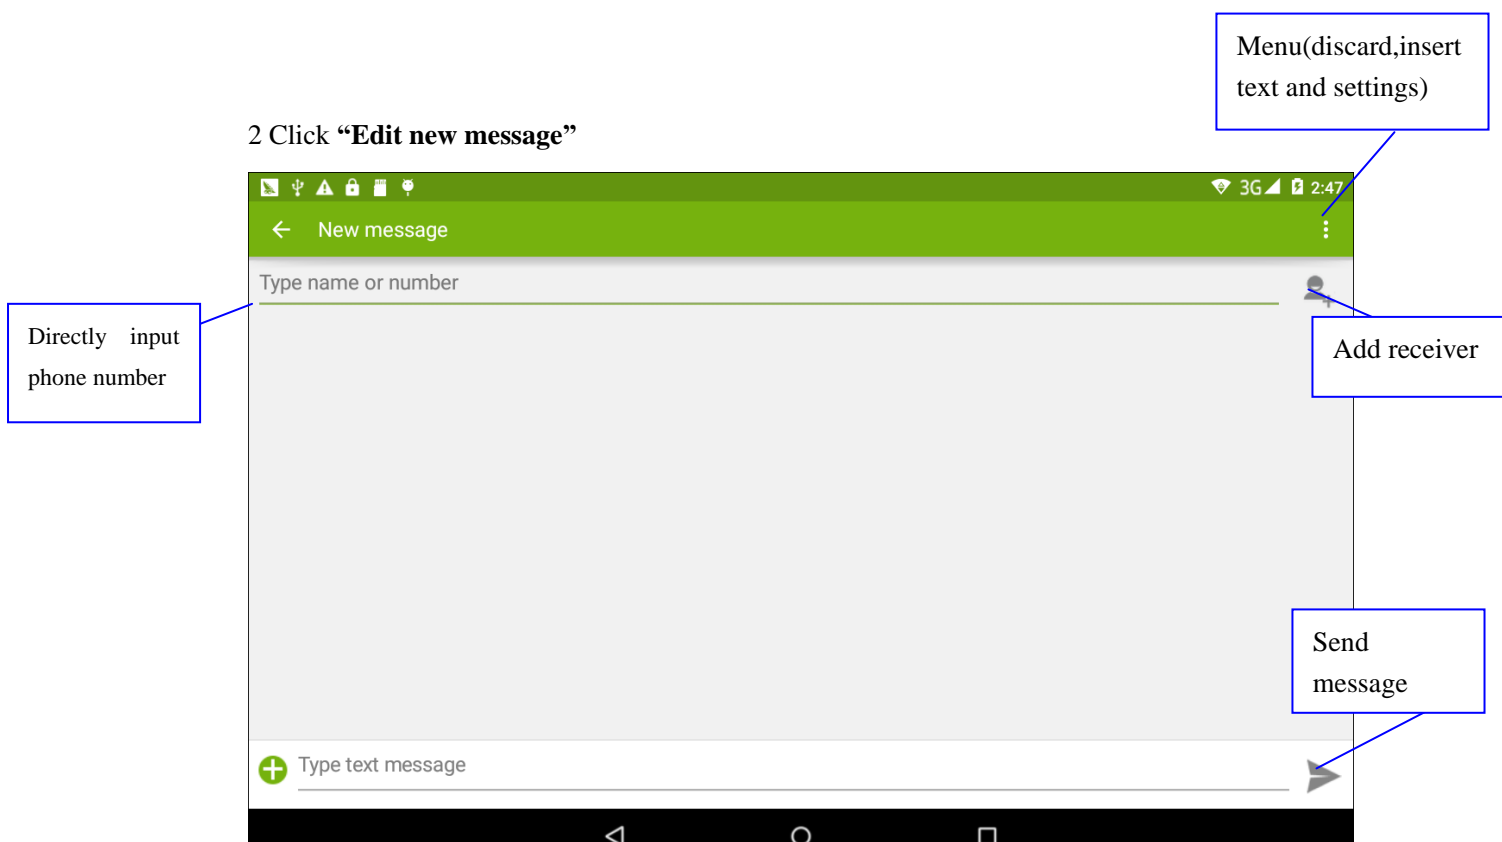 Menu(discard,insert
text and settings)
2 Click “Edit new message”
3G 2:47
New message
Type name or number
Directly input
phone number
Add receiver
Send
message
Type text message